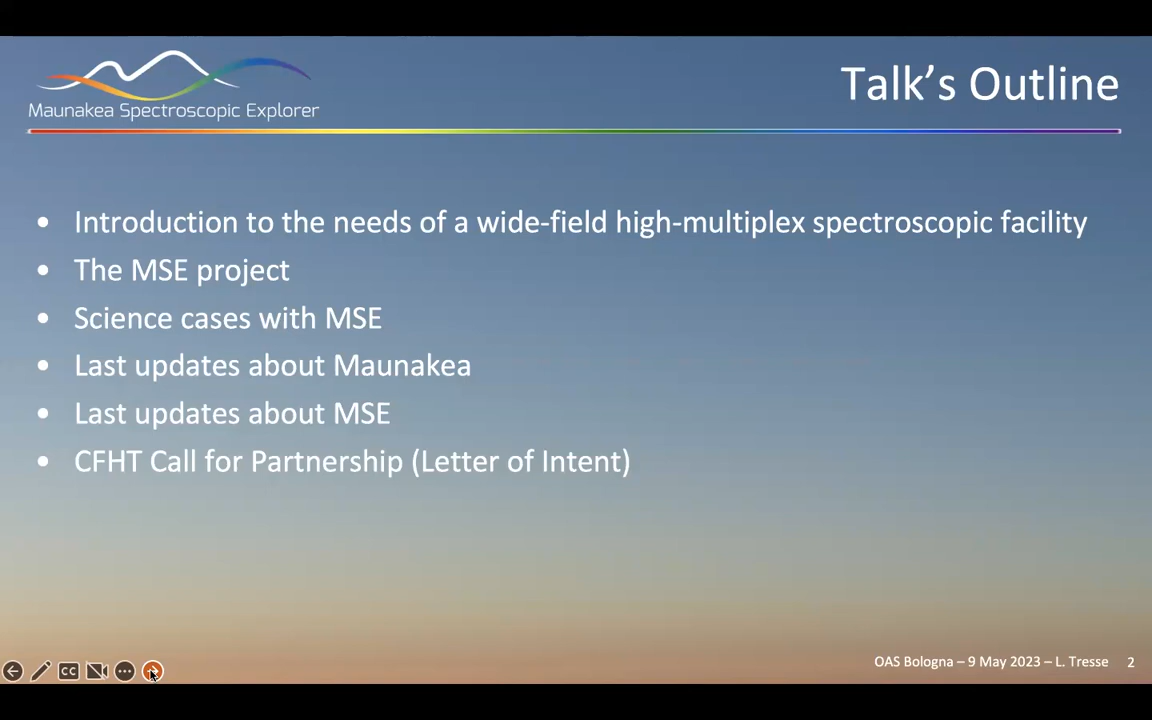 Maunakea Spectroscopic Explorer
Talk’s Outline
• Introduction to the needs of a wide-field high-multiplex spectroscopic facility
• The MSE project
• Science cases with MSE
• Last updates about Maunakea
• Last updates about MSE
• CFHT Call for Partnership (Letter of Intent)
CC
OAS Bologna – 9 May 2023 – L. Tresse 2